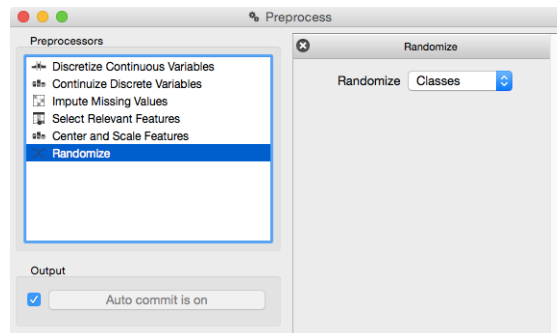 Preprocess
Preprocessors
Discretize Continuous Variables
Continuize Discrete Variables
Impute Missing Values
Select Relevant Features
Center and Scale Features
Randomize
Output
Auto commit is on
Randomize
Randomize Classes